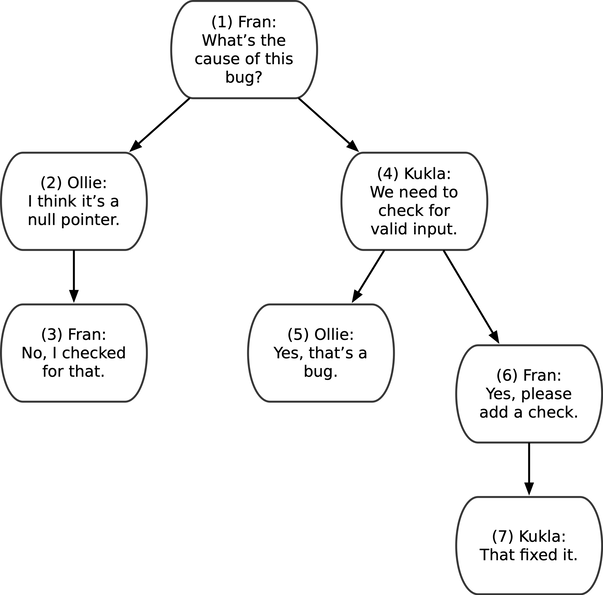 (1) Fran:
What's the
cause of this
bug?
(2) Ollie:
I think it's a
null pointer.
(4) Kukla:
We need to
check for
valid input.
(3) Fran:
No, I checked
for that.
(5) Ollie:
Yes, that's a
bug.
(6) Fran:
Yes, please
add a check.
(7) Kukla:
That fixed it.